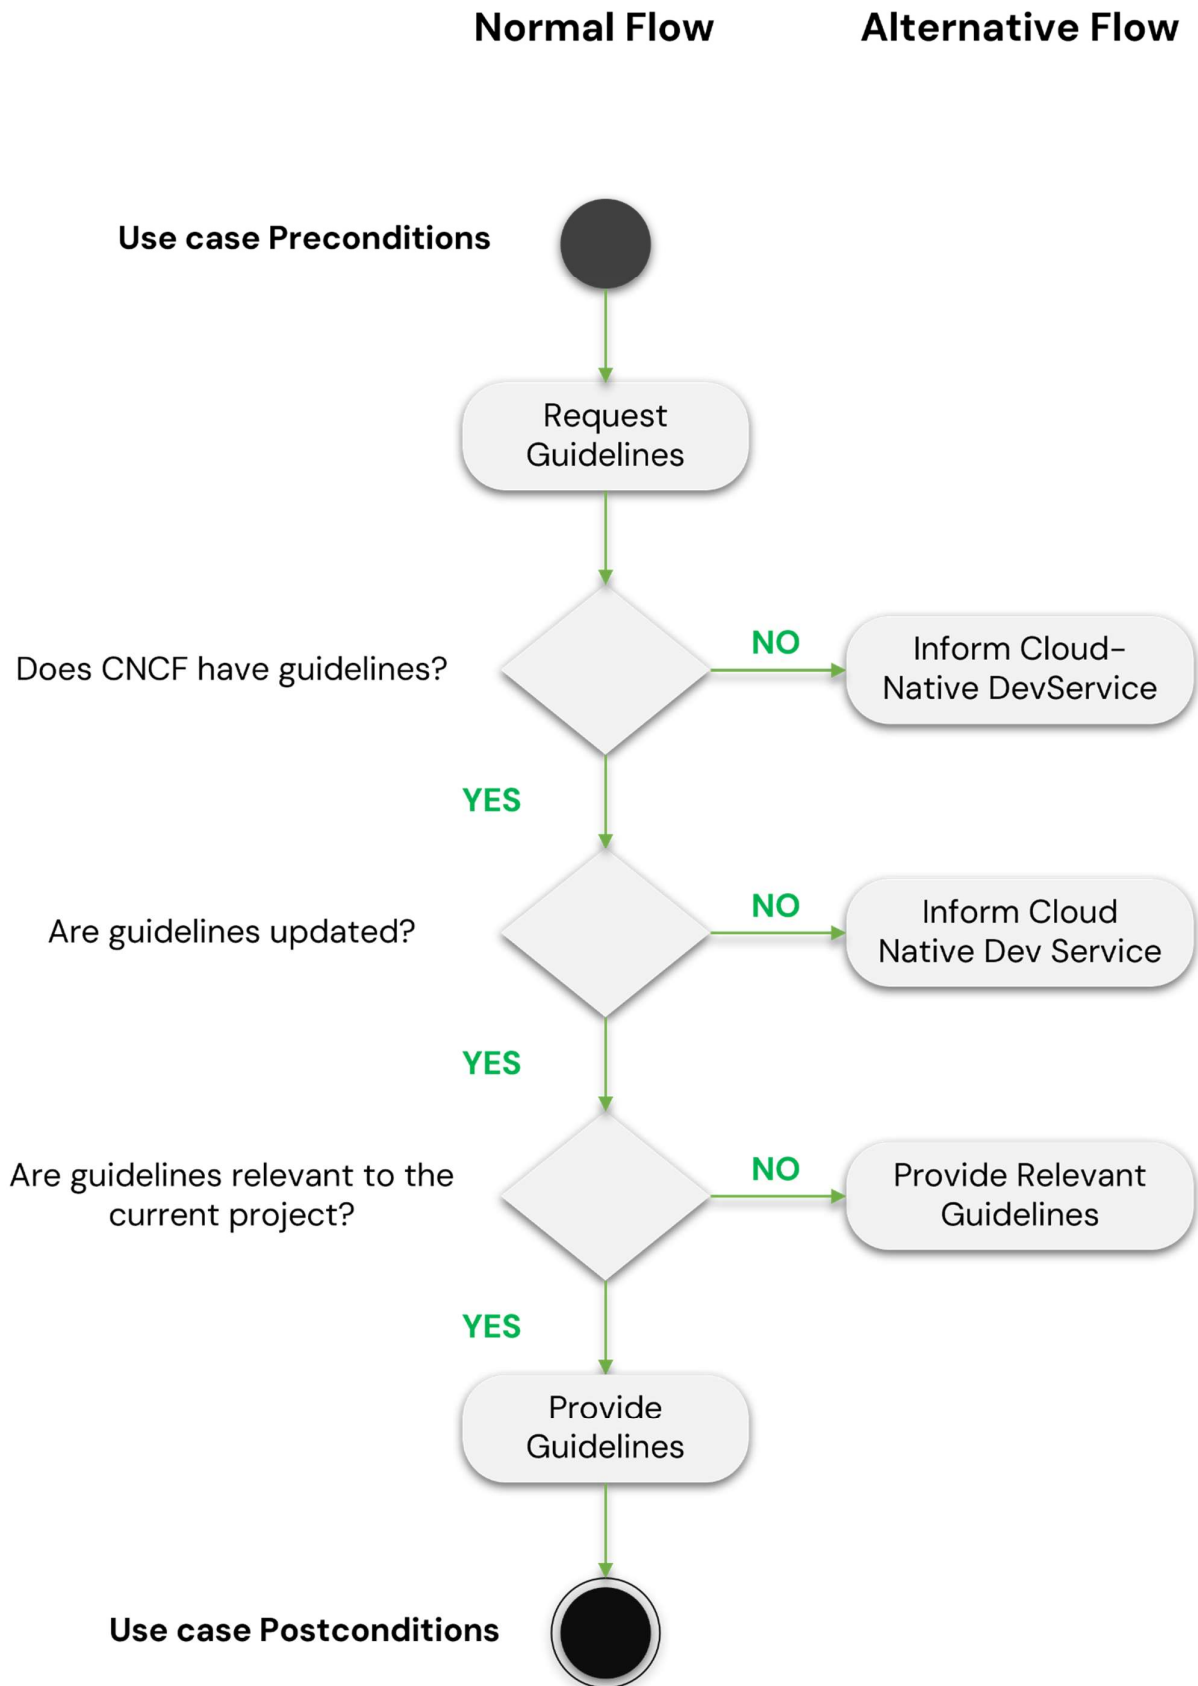 Normal Flow
Alternative Flow
Use case Preconditions
Request
Guidelines
Does CNCF have guidelines?
NO
Inform Cloud-
Native DevService
YES
Are guidelines updated?
NO
Inform Cloud
Native Dev Service
YES
Are guidelines relevant to the
current project?
NO
Provide Relevant
Guidelines
YES
Provide
Guidelines
Use case Postconditions